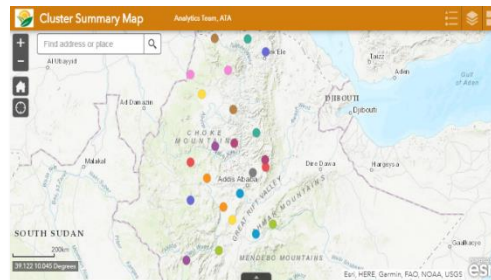 Cluster Summary Map Analytics Team, ATA
+
Find address or place
−
Al Ubayyid
Taizz
Aden
Gulf
of Aden
Ad Damazin
DJIBOUTI
Djibouti
CHOKE
MOUNTAINS
Malakal
Dire Dawa
Hargeysa
Addis Ababa
GREAT RIFT VALLEY
SOUTH SUDAN
200km
MENDEBO MOUNTAINS
Gaalkacyo
39.122 10.045 Degrees
Esri, HERE, Garmin, FAO, NOAA, USGS
esri